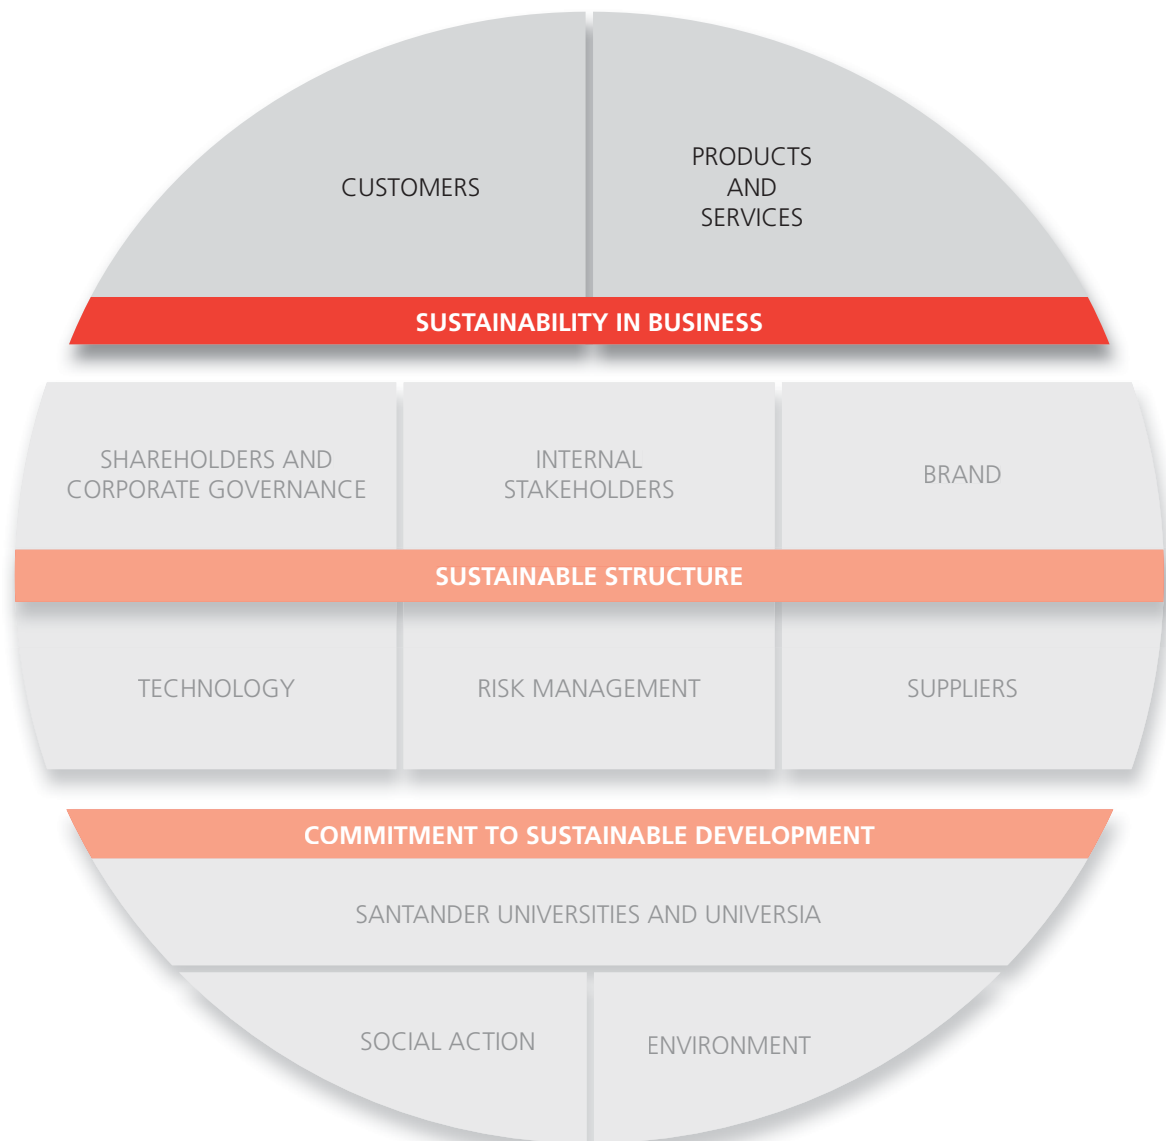 CUSTOMERS
PRODUCTS
AND
SERVICES
SUSTAINABILITY IN BUSINESS
SHAREHOLDERS AND
CORPORATE GOVERNANCE
INTERNAL
STAKEHOLDERS
BRAND
SUSTAINABLE STRUCTURE
TECHNOLOGY
RISK MANAGEMENT
SUPPLIERS
COMMITMENT TO SUSTAINABLE DEVELOPMENT
SANTANDER UNIVERSITIES AND UNIVERSIA
SOCIAL ACTION
ENVIRONMENT